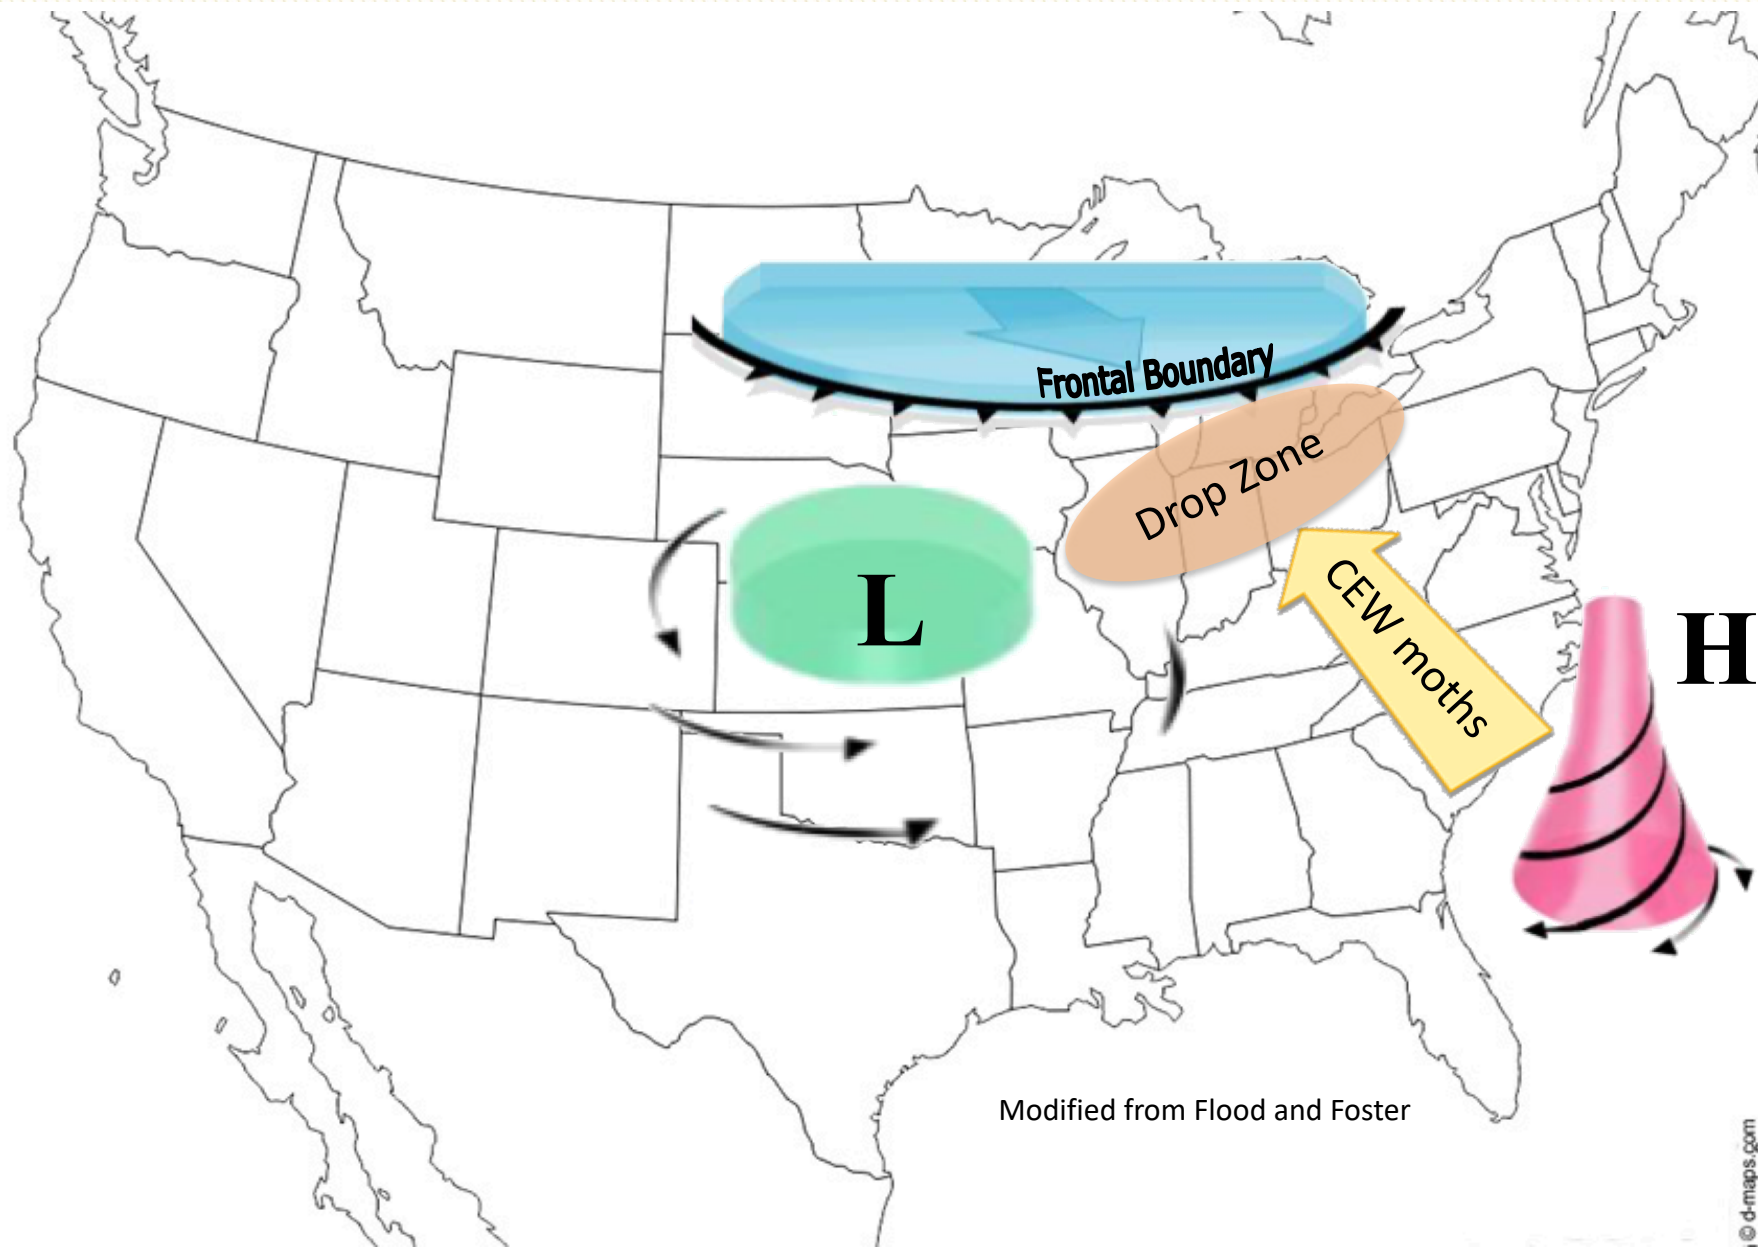 Frontal Boundary
Drop Zone
L
CEW moths
H
Modified from Flood and Foster
© d-maps.com